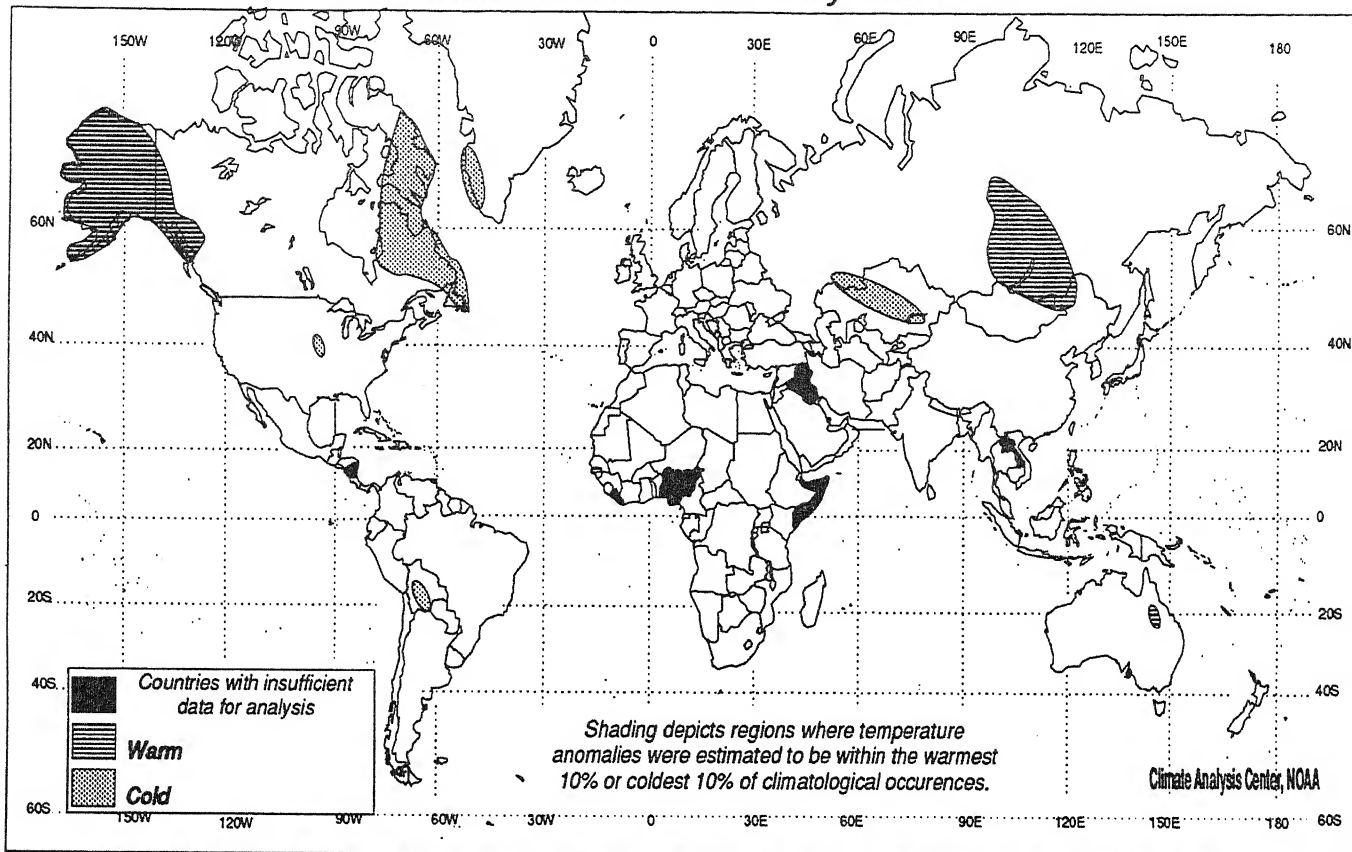 150W 120W 90W 60W 30W 0 30E 60E 90E 120E 150E 180
60N 60N
40N 40N
20N 20N
0 0
20S 20S
40S 40S
Countries with insufficient
data for analysis
Warm
Cold
Shading depicts regions where temperature
anomalies were estimated to be within the warmest
10% or coldest 10% of climatological occurences.
Climate Analysis Center, NOAA
60S 150W 120W 90W 60W 30W 0 30E 60E 90E 120E 150E 180 60S